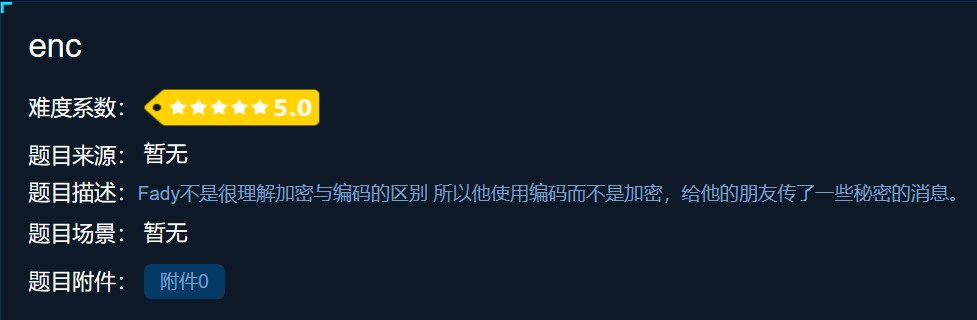 enc
难度系数： 5.0
题目来源： 暂无
题目描述：Fady不是很理解加密与编码的区别 所以他使用编码而不是加密，给他的朋友传了一些秘密的消息。
题目场景： 暂无
题目附件： 附件0